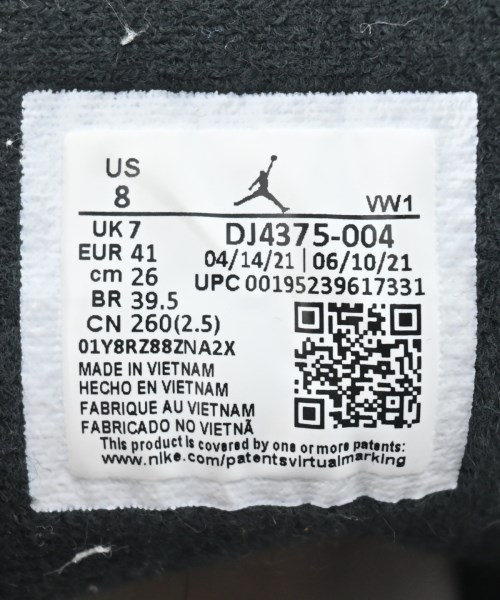 US
8
VW1
UK 7
DJ4375-004
EUR 41
04/14/21 | 06/10/21
cm 26
UPC 00195239617331
BR 39.5
CN 260(2.5)
01Y8RZ88ZNA2X
MADE IN VIETNAM
HECHO EN VIETNAM
FABRIQUE AU VIETNAM
FABRICADO NO VIETNÃ
This product is covered by one or more patents:
www.nike.com/patentsvirtualmarking